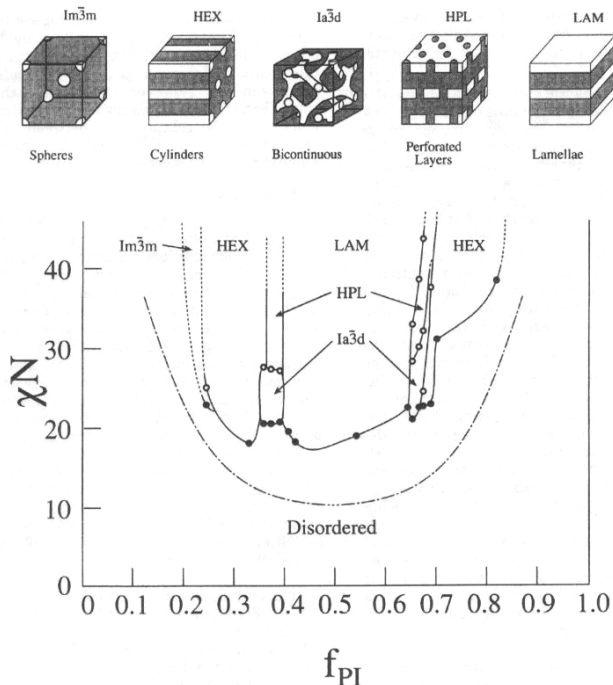 Im3̅m HEX Ia3̅d HPL LAM
Spheres Cylinders Bicontinuous Perforated Layers Lamellae
Im3̅m HEX LAM HEX
HPL
Ia3̅d
Disordered
χN
40
30
20
10
0
0 0.1 0.2 0.3 0.4 0.5 0.6 0.7 0.8 0.9 1.0
f_PI